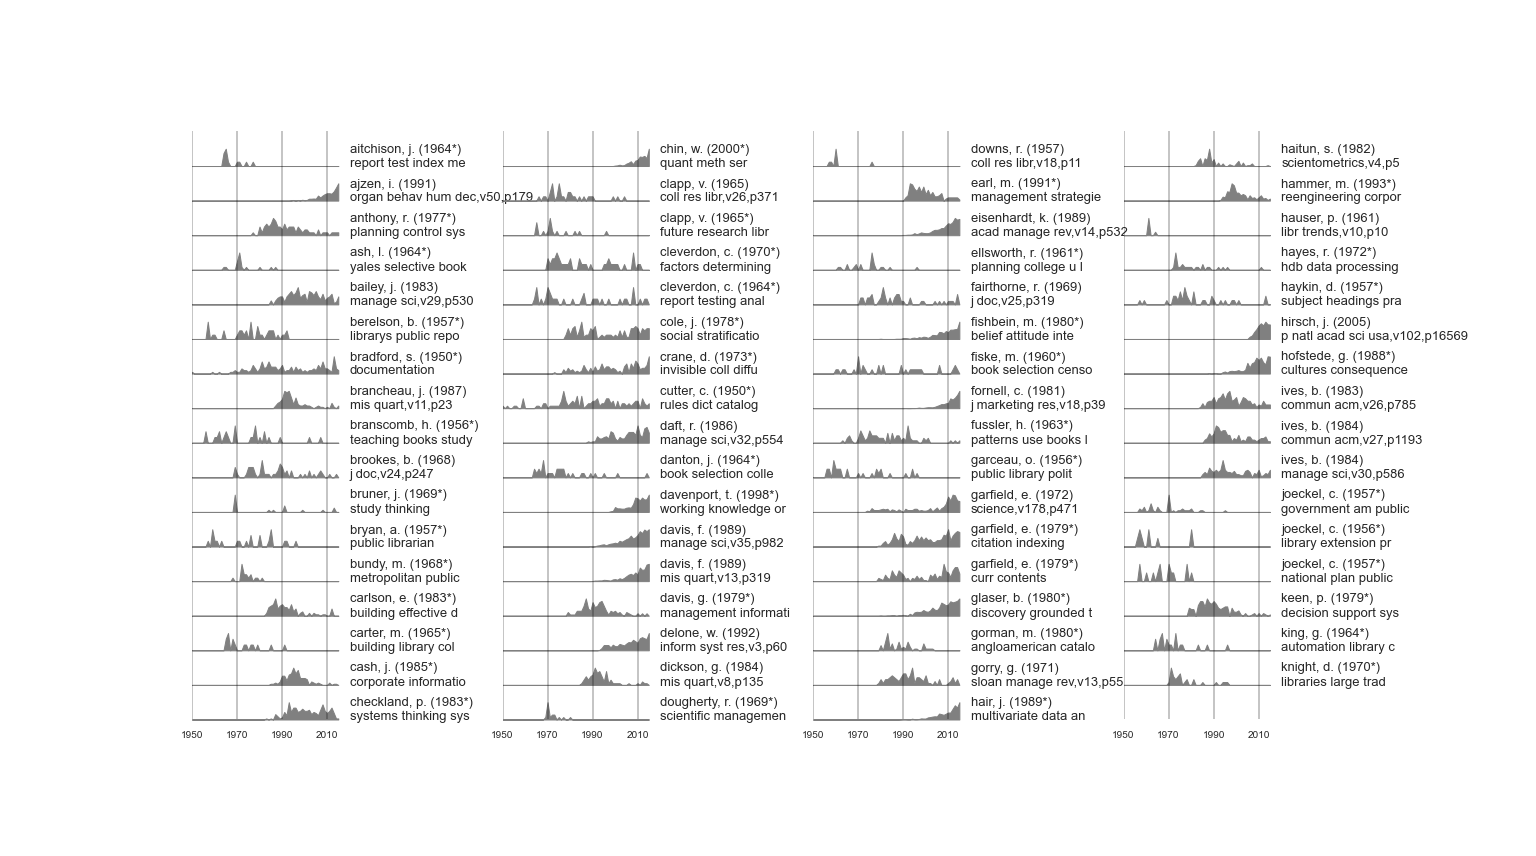 aitchison, j. (1964*)
report test index me
ajzen, i. (1991)
organ behav hum dec,v50,p179
anthony, r. (1977*)
planning control sys
ash, l. (1964*)
yales selective book
bailey, j. (1983)
manage sci,v29,p530
berelson, b. (1957*)
librarys public repo
bradford, s. (1950*)
documentation
brancheau, j. (1987)
mis quart,v11,p23
branscomb, h. (1956*)
teaching books study
brookes, b. (1968)
j doc,v24,p247
bruner, j. (1969*)
study thinking
bryan, a. (1957*)
public librarian
bundy, m. (1968*)
metropolitan public
carlson, e. (1983*)
building effective d
carter, m. (1965*)
building library col
cash, j. (1985*)
corporate informatio
checkland, p. (1983*)
systems thinking sys
1950 1970 1990 2010
chin, w. (2000*)
quant meth ser
clapp, v. (1965)
coll res libr,v26,p371
clapp, v. (1965*)
future research libr
cleverdon, c. (1970*)
factors determining
cleverdon, c. (1964*)
report testing anal
cole, j. (1978*)
social stratificatio
crane, d. (1973*)
invisible coll diffu
cutter, c. (1950*)
rules dict catalog
daft, r. (1986)
manage sci,v32,p554
danton, j. (1964*)
book selection colle
davenport, t. (1998*)
working knowledge or
davis, f. (1989)
manage sci,v35,p982
davis, f. (1989)
mis quart,v13,p319
davis, g. (1979*)
management informati
delone, w. (1992)
inform syst res,v3,p60
dickson, g. (1984)
mis quart,v8,p135
dougherty, r. (1969*)
scientific managemen
1950 1970 1990 2010
downs, r. (1957)
coll res libr,v18,p11
earl, m. (1991*)
management strategie
eisenhardt, k. (1989)
acad manage rev,v14,p532
ellsworth, r. (1961*)
planning college u l
fairthorne, r. (1969)
j doc,v25,p319
fishbein, m. (1980*)
belief attitude inte
fiske, m. (1960*)
book selection censo
fornell, c. (1981)
j marketing res,v18,p39
fussler, h. (1963*)
patterns use books l
garceau, o. (1956*)
public library polit
garfield, e. (1972)
science,v178,p471
garfield, e. (1979*)
citation indexing
garfield, e. (1979*)
curr contents
glaser, b. (1980*)
discovery grounded t
gorman, m. (1980*)
angloamerican catalo
gorry, g. (1971)
sloan manage rev,v13,p55
hair, j. (1989*)
multivariate data an
1950 1970 1990 2010
haitun, s. (1982)
scientometrics,v4,p5
hammer, m. (1993*)
reengineering corpor
hauser, p. (1961)
libr trends,v10,p10
hayes, r. (1972*)
hdb data processing
haykin, d. (1957*)
subject headings pra
hirsch, j. (2005)
p natl acad sci usa,v102,p16569
hofstede, g. (1988*)
cultures consequence
ives, b. (1983)
commun acm,v26,p785
ives, b. (1984)
commun acm,v27,p1193
ives, b. (1984)
manage sci,v30,p586
joeckel, c. (1957*)
government am public
joeckel, c. (1956*)
library extension pr
joeckel, c. (1957*)
national plan public
keen, p. (1979*)
decision support sys
king, g. (1964*)
automation library c
knight, d. (1970*)
libraries large trad
1950 1970 1990 2010